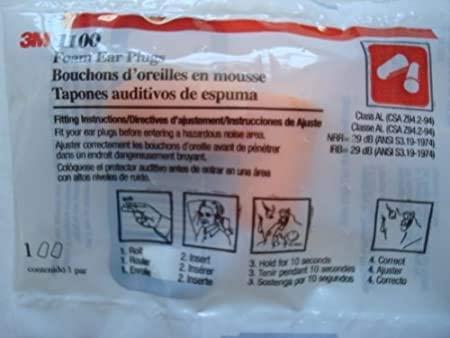 3M 1100
Foam Ear Plugs
Bouchons d'oreilles en mousse
Tapones auditivos de espuma
Class AL (CSA Z94.2-94)
Classe AL (CSA Z94.2-94)
NRR= 29 dB (ANSI S3.19-1974)
IRB= 29 dB (ANSI S3.19-1974)
Fitting Instructions/Directives d'ajustement/Instrucciones de Ajuste
Fit your ear plugs before entering a hazardous noise area.
Ajuster correctement les bouchons d'oreille avant de pénétrer
dans un endroit dangereusement bruyant.
Colóquese el protector auditivo antes de entrar en una área
con altos niveles de ruido.
1
contenido 1 par
1. Roll
1. Rouler
1. Enrolle
2. Insert
2. Insérer
2. Inserte
3. Hold for 10 seconds
3. Tenir pendant 10 secondes
3. Sostenga por 10 segundos
4. Correct
4. Ajuster
4. Correcto